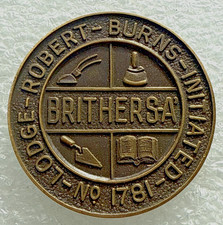 LODGE-ROBERT-BURNS-INITIATED-1781-No
BRITHERS A'